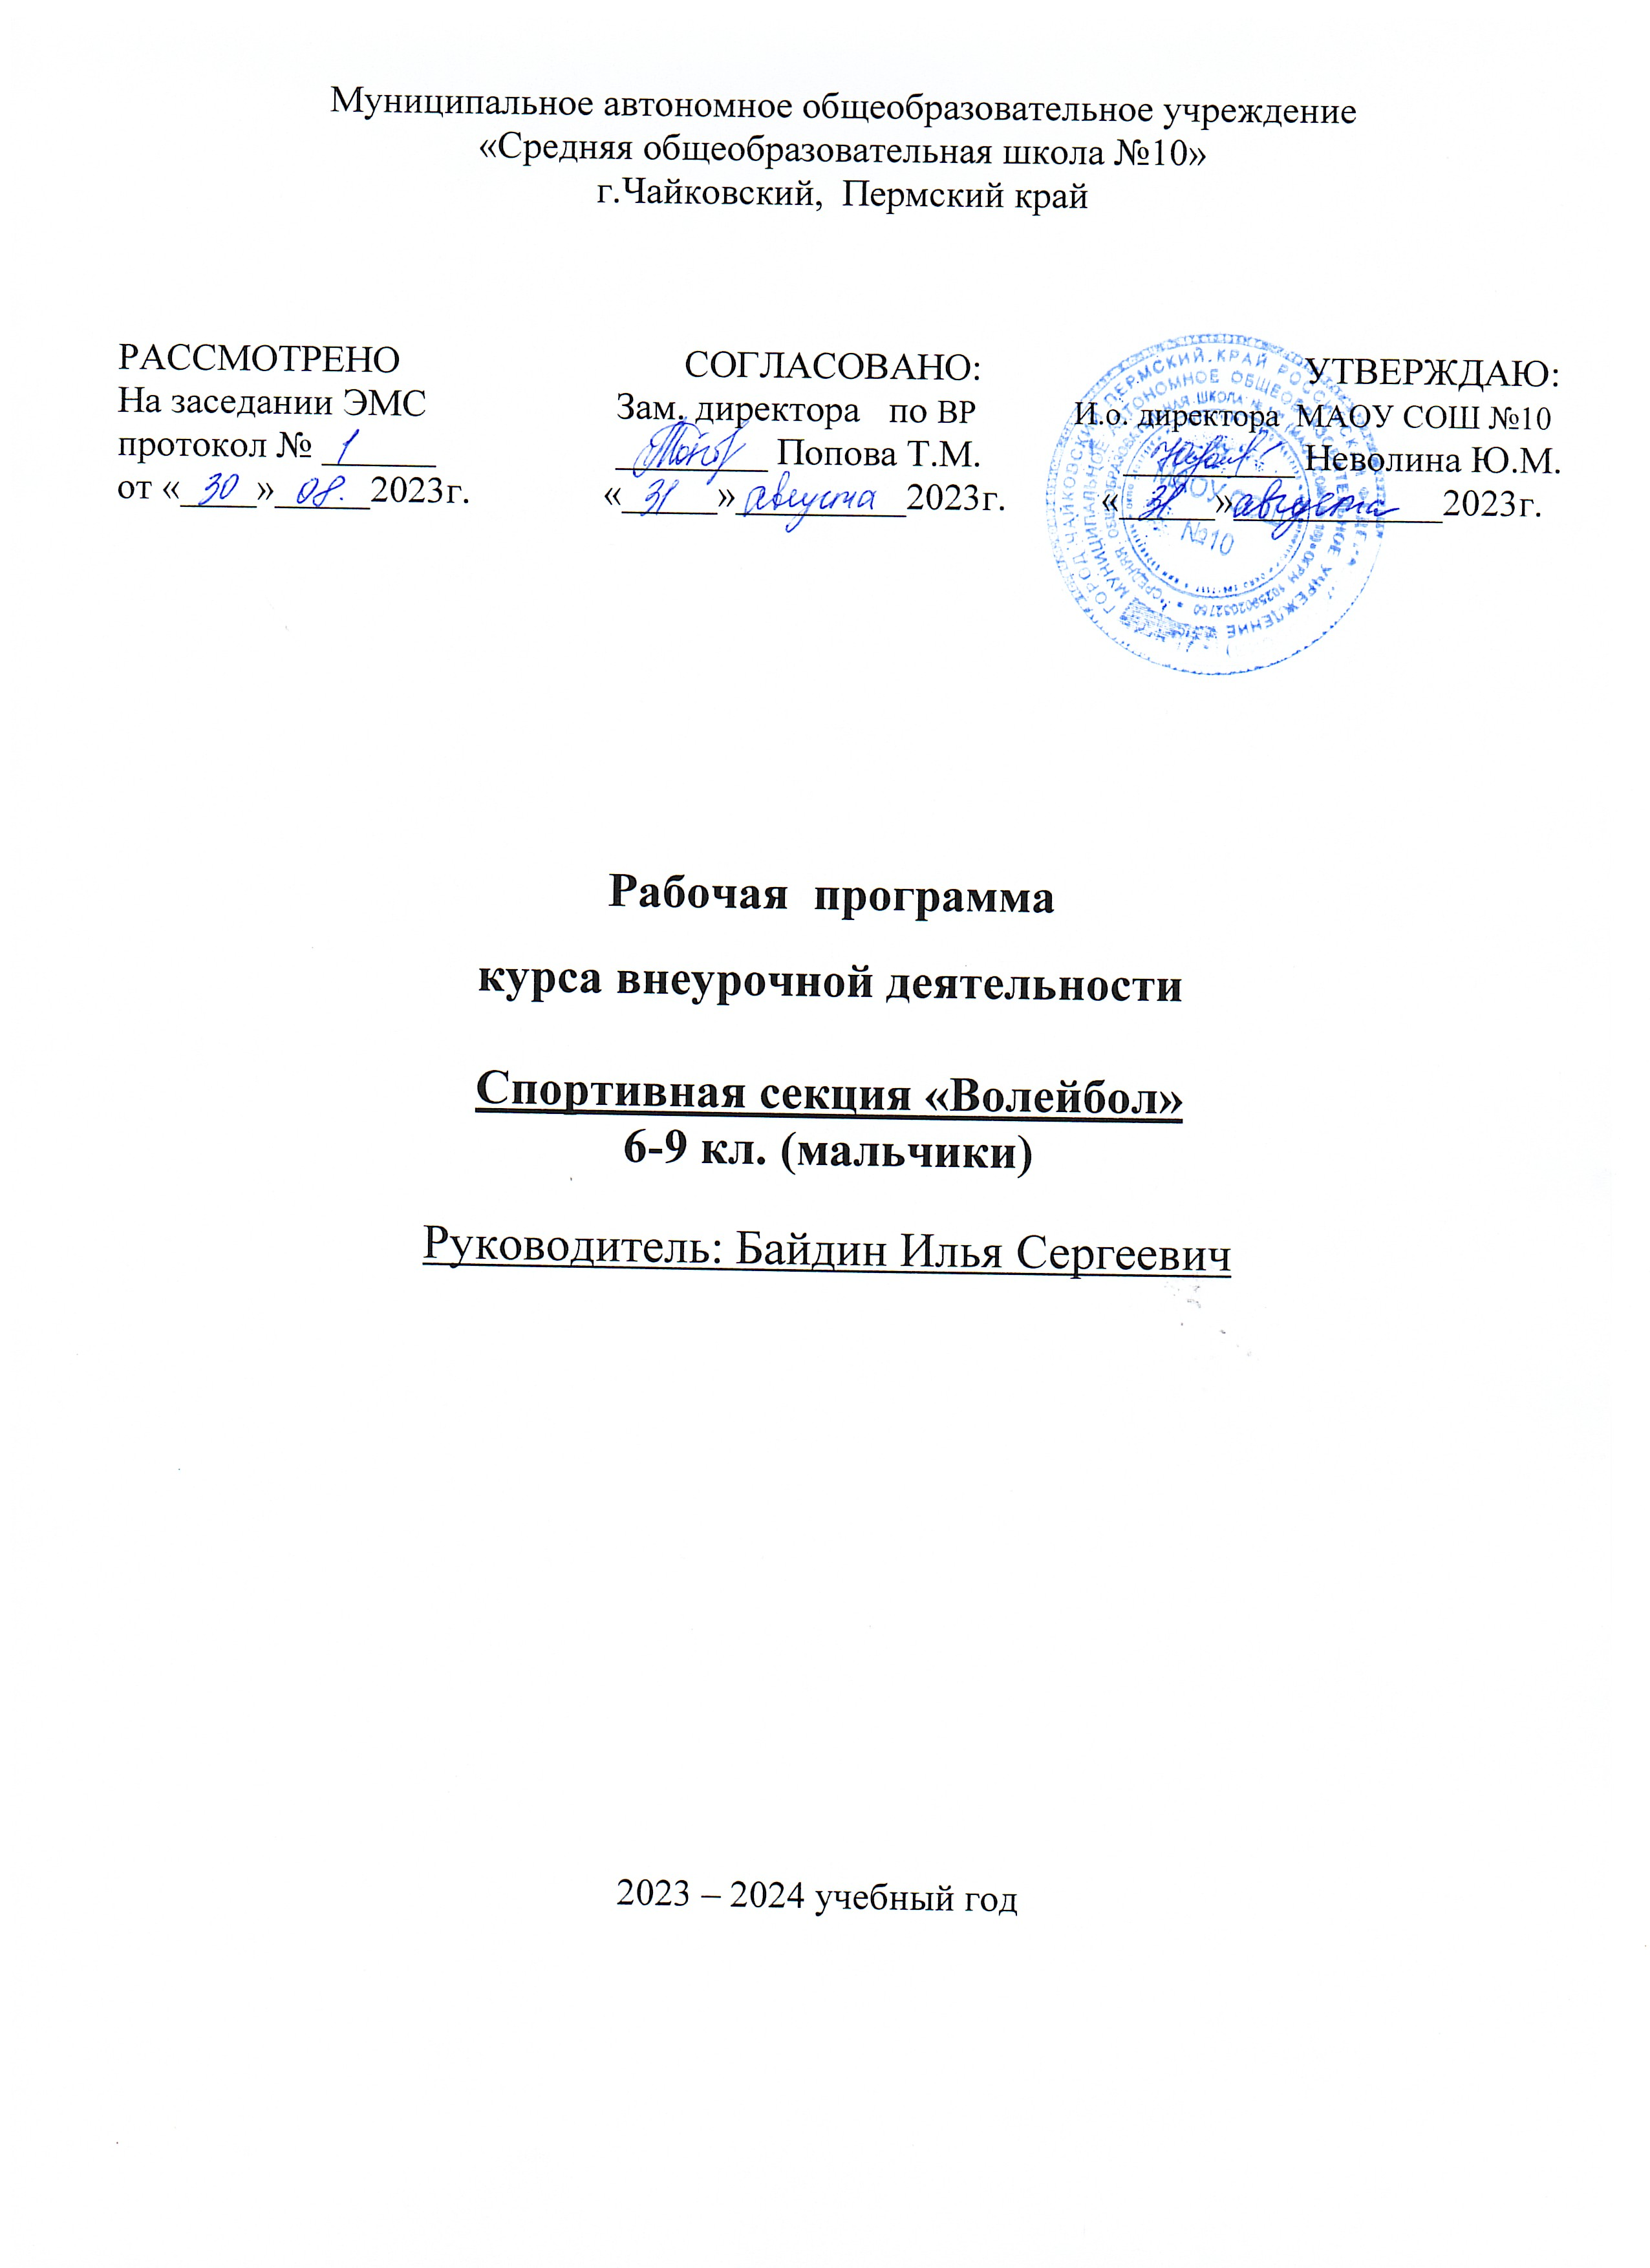 Муниципальное автономное общеобразовательное учреждение
«Средняя общеобразовательная школа №10»
г.Чайковский, Пермский край
РАССМОТРЕНО
На заседании ЭМС
протокол № 1
от «30» 08. 2023г.
СОГЛАСОВАНО:
Зам. директора по ВР
Попова Т.М.
«31» августа 2023г.
УТВЕРЖДАЮ:
И.о. директора МАОУ СОШ №10
Неволина Ю.М.
«31» августа 2023г.
№10
Рабочая программа
курса внеурочной деятельности
Спортивная секция «Волейбол»
6-9 кл. (мальчики)
Руководитель: Байдин Илья Сергеевич
2023 – 2024 учебный год